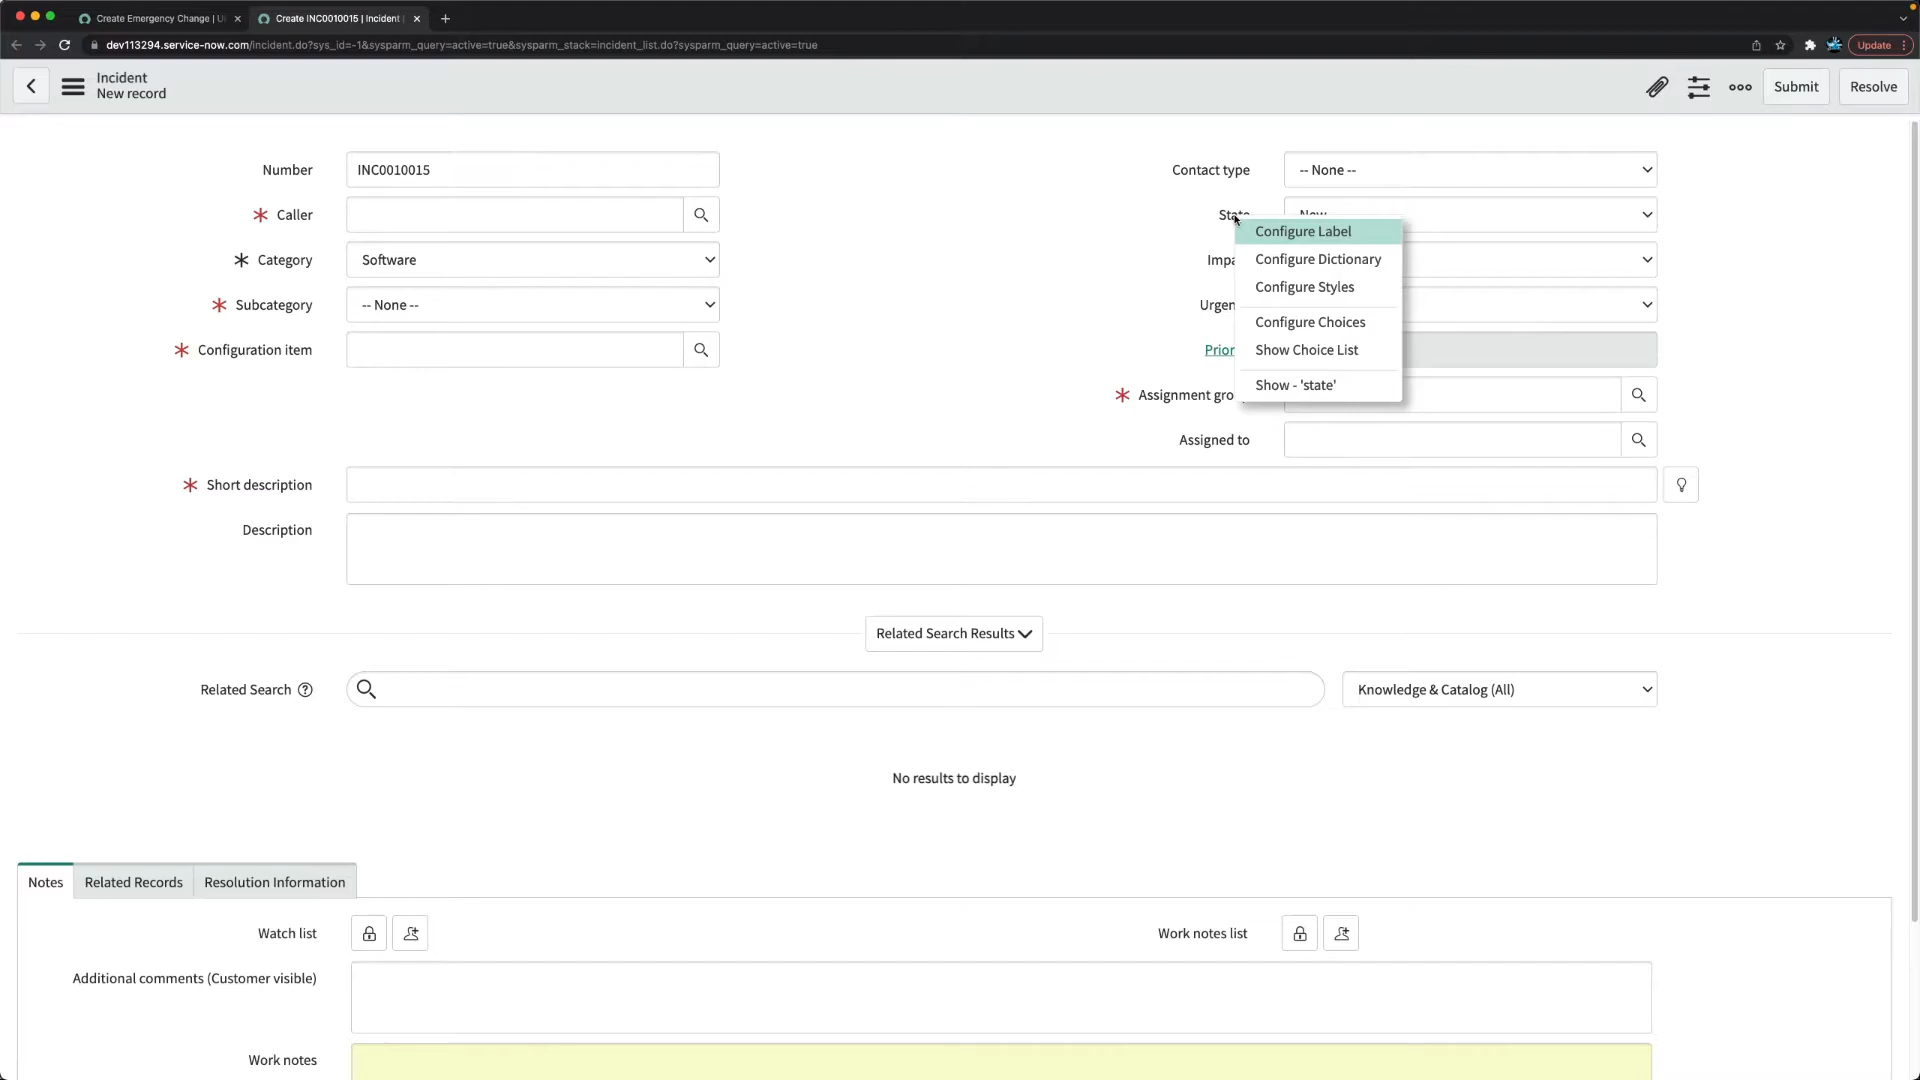 Create Emergency Change | U
Create INC0010015 | Incident |
dev113294.service-now.com/incident.do?sys_id=-1&sysparm_query=active=true&sysparm_stack=incident_list.do?sysparm_query=active=true
Update
Incident
New record
Submit
Resolve
Number
INC0010015
Contact type
-- None --
Caller
State
New
Configure Label
Category
Software
Impa
Configure Dictionary
Configure Styles
Subcategory
-- None --
Urgen
Configure Choices
Configuration item
Prior
Show Choice List
Show - 'state'
Assignment gro
Assigned to
Short description
Description
Related Search Results
Related Search
Knowledge & Catalog (All)
No results to display
Notes
Related Records
Resolution Information
Watch list
Work notes list
Additional comments (Customer visible)
Work notes